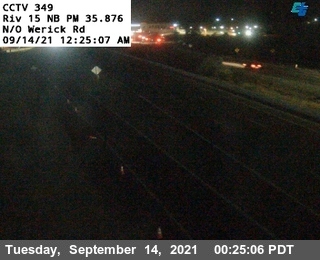 CCTV 349
Riv 15 NB PM 35.876
N/O Werick Rd
09/14/21 12:25:07 AM
Tuesday, September 14, 2021 00:25:06 PDT